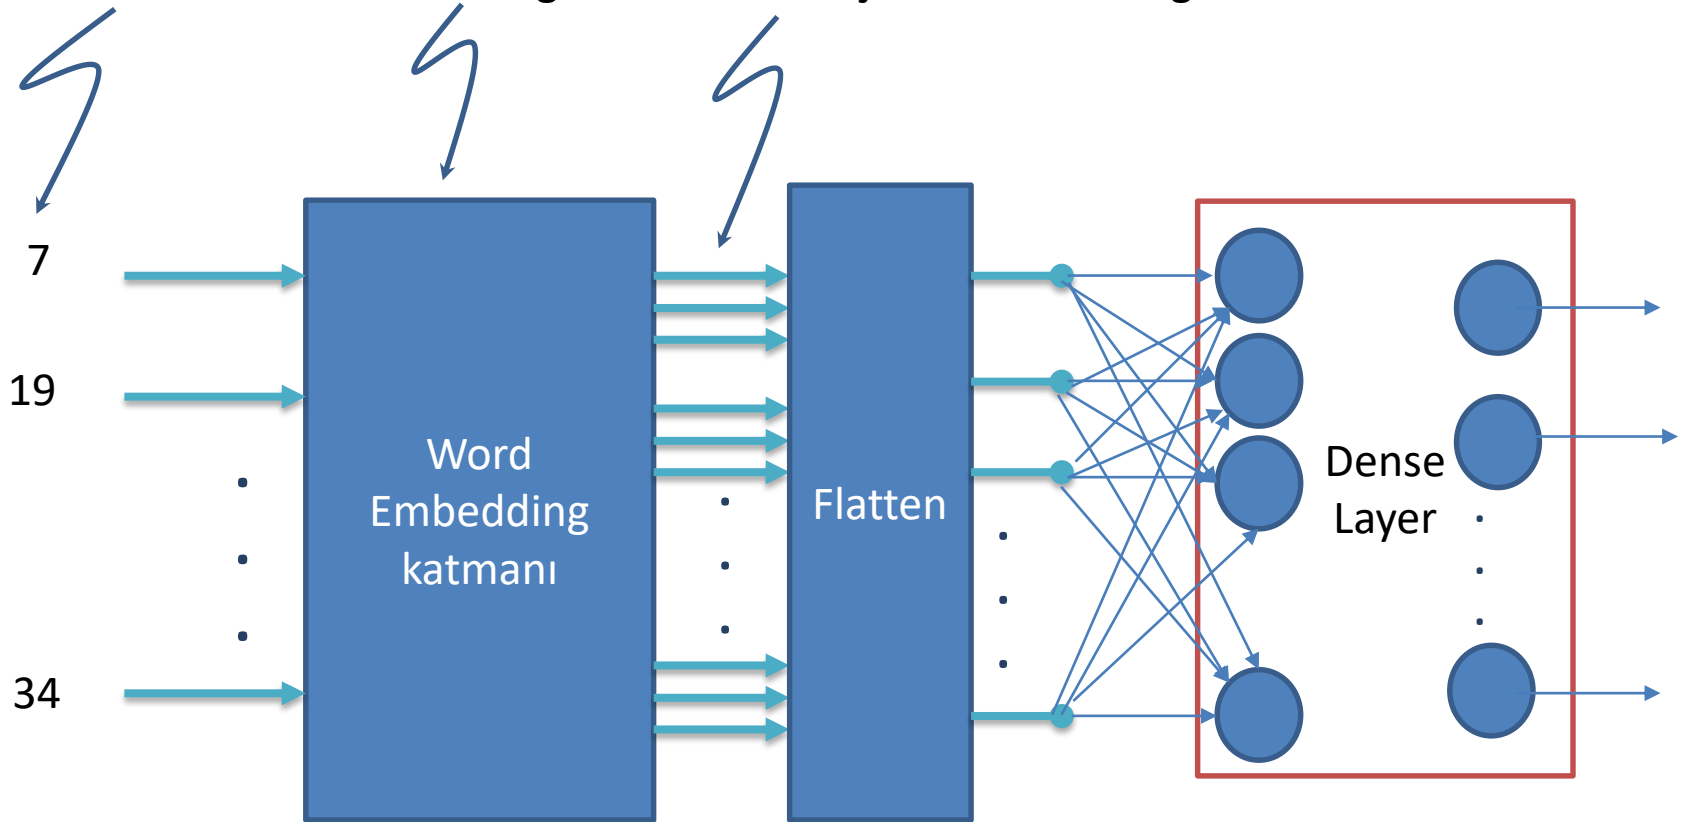 7
19
34
Word
Embedding
katmanı
Flatten
Dense
Layer